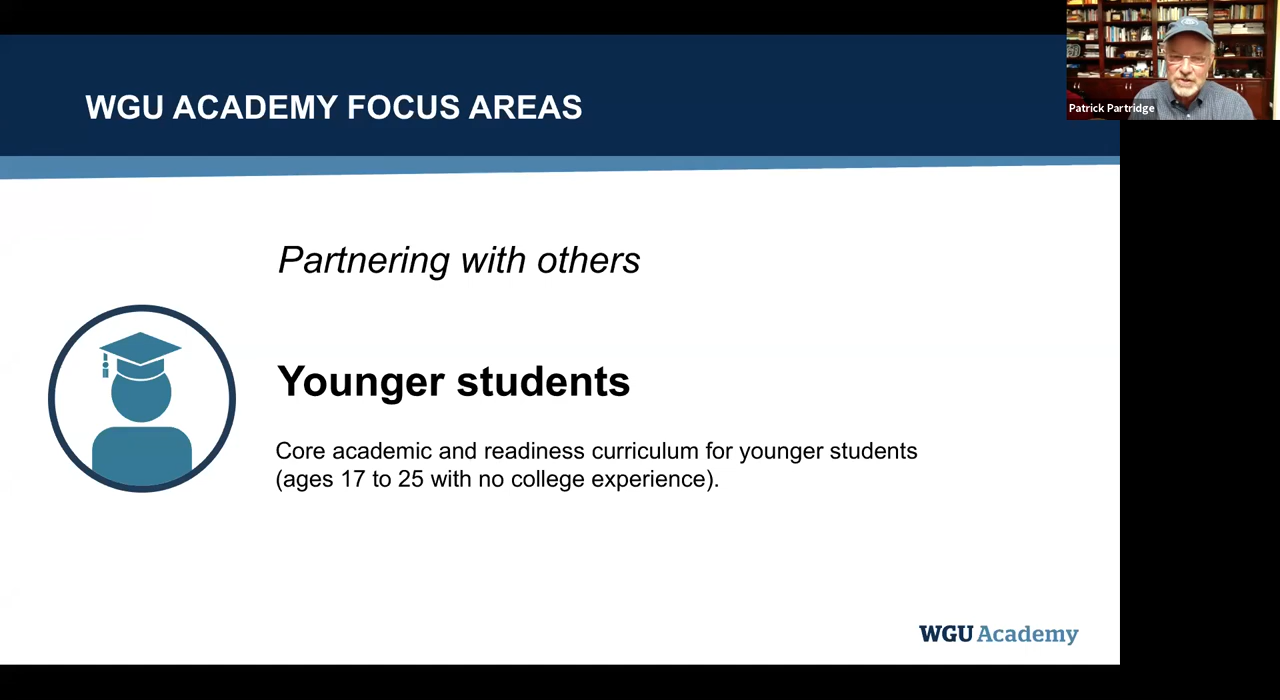 WGU ACADEMY FOCUS AREAS
Patrick Partridge
Partnering with others
Younger students
Core academic and readiness curriculum for younger students
(ages 17 to 25 with no college experience).
WGU Academy